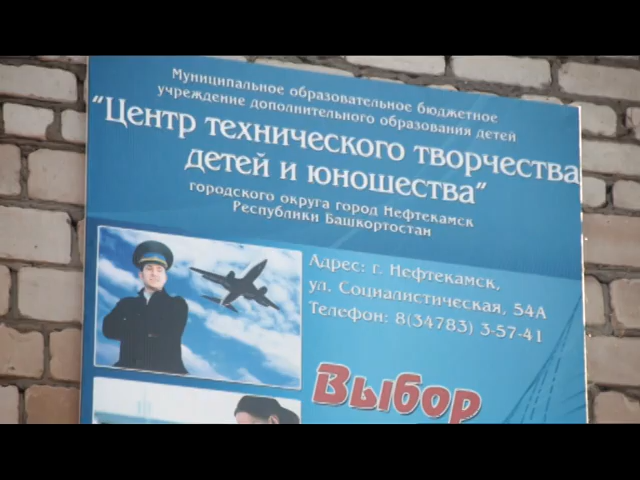 Муниципальное образовательное бюджетное
учреждение дополнительного образования детей
"Центр технического творчества
детей и юношества"
городского округа город Нефтекамск
Республики Башкортостан
Адрес: г. Нефтекамск,
ул. Социалистическая, 54А
Телефон: 8(34783) 3-57-41
Выбор